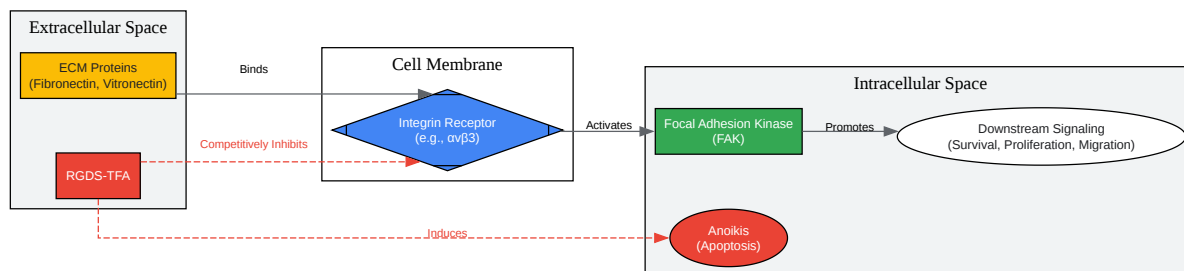 Extracellular Space
ECM Proteins
(Fibronectin, Vitronectin)
Binds
RGDS-TFA
Competitively Inhibits
Induces
Cell Membrane
Integrin Receptor
(e.g., αvβ3)
Activates
Intracellular Space
Focal Adhesion Kinase
(FAK)
Promotes
Downstream Signaling
(Survival, Proliferation, Migration)
Anoikis
(Apoptosis)